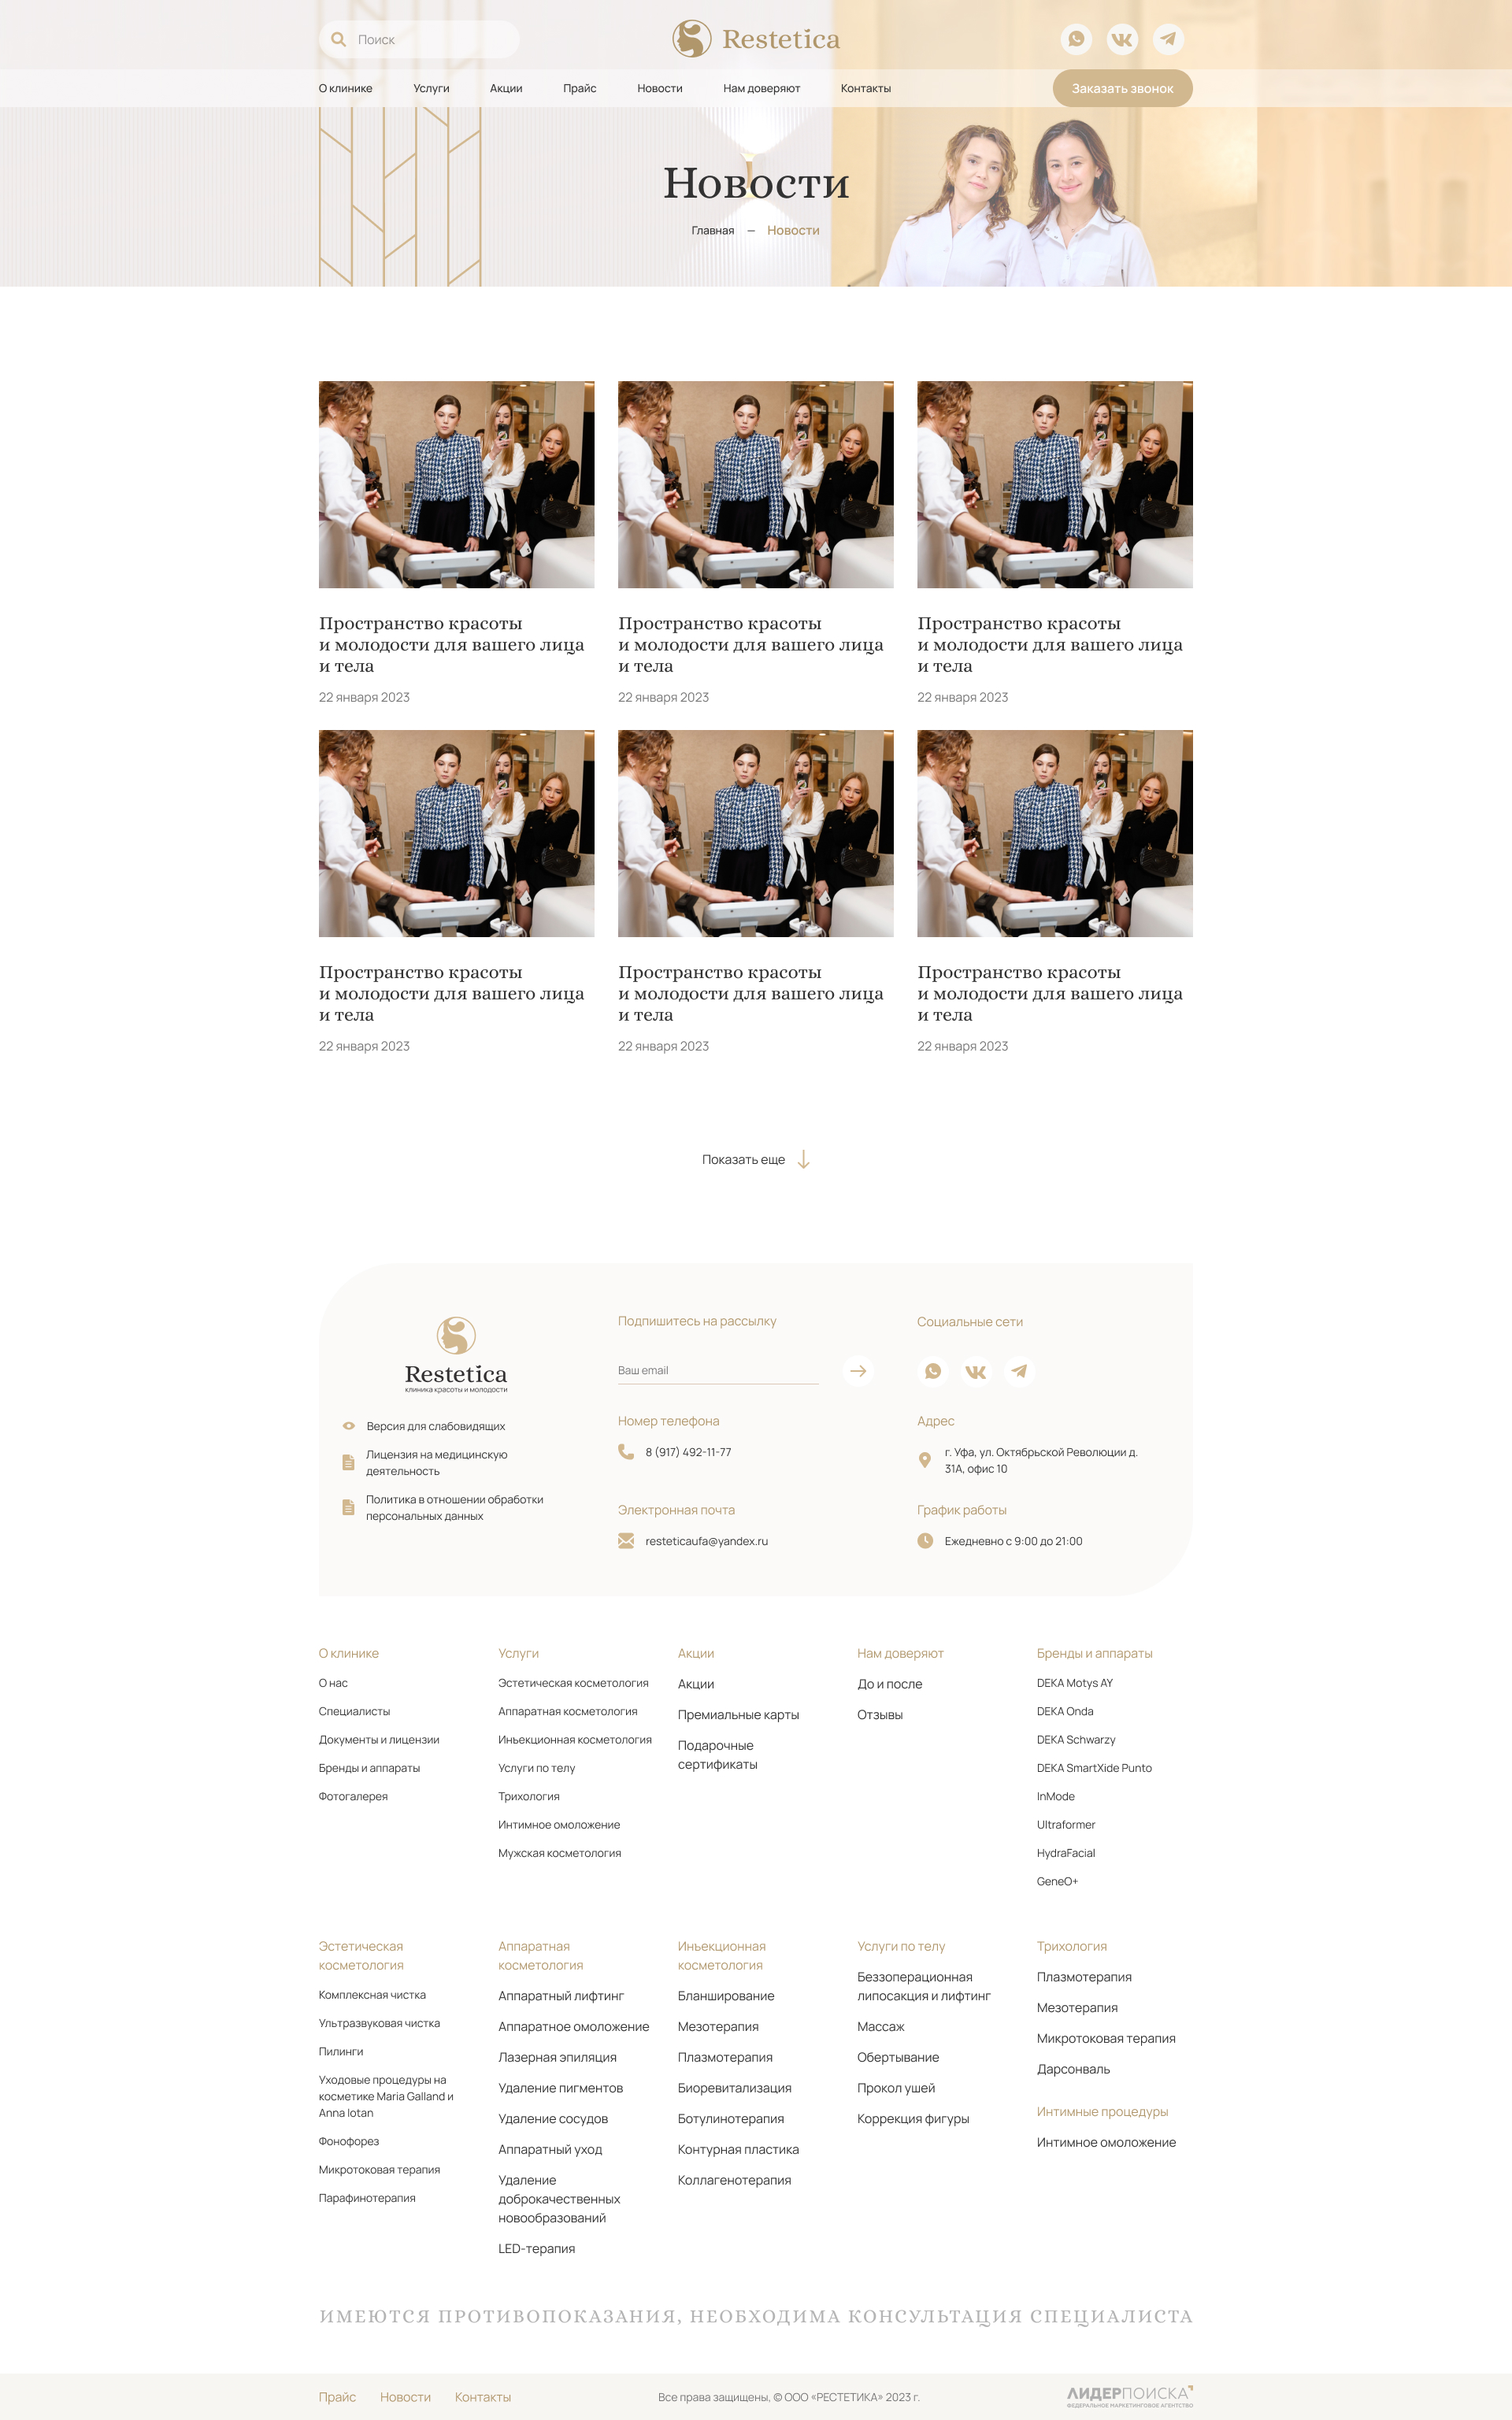 Поиск
Restetica
О клинике
Услуги
Акции
Прайс
Новости
Нам доверяют
Контакты
Заказать звонок
Новости
Главная — Новости
Пространство красоты
и молодости для вашего лица
и тела
22 января 2023
Пространство красоты
и молодости для вашего лица
и тела
22 января 2023
Пространство красоты
и молодости для вашего лица
и тела
22 января 2023
Пространство красоты
и молодости для вашего лица
и тела
22 января 2023
Пространство красоты
и молодости для вашего лица
и тела
22 января 2023
Пространство красоты
и молодости для вашего лица
и тела
22 января 2023
Показать еще
Restetica
клиника красоты и молодости
Версия для слабовидящих
Лицензия на медицинскую
деятельность
Политика в отношении обработки
персональных данных
Подпишитесь на рассылку
Ваш email
Номер телефона
8 (917) 492-11-77
Электронная почта
resteticaufa@yandex.ru
Социальные сети
Адрес
г. Уфа, ул. Октябрьской Революции д.
31А, офис 10
График работы
Ежедневно с 9:00 до 21:00
О клинике
О нас
Специалисты
Документы и лицензии
Бренды и аппараты
Фотогалерея
Услуги
Эстетическая косметология
Аппаратная косметология
Инъекционная косметология
Услуги по телу
Трихология
Интимное омоложение
Мужская косметология
Акции
Акции
Премиальные карты
Подарочные
сертификаты
Нам доверяют
До и после
Отзывы
Бренды и аппараты
DEKA Motys AY
DEKA Onda
DEKA Schwarzy
DEKA SmartXide Punto
InMode
Ultraformer
HydraFacial
GeneO+
Эстетическая
косметология
Комплексная чистка
Ультразвуковая чистка
Пилинги
Уходовые процедуры на
косметике Maria Galland и
Anna lotan
Фонофорез
Микротоковая терапия
Парафинотерапия
Аппаратная
косметология
Аппаратный лифтинг
Аппаратное омоложение
Лазерная эпиляция
Удаление пигментов
Удаление сосудов
Аппаратный уход
Удаление
доброкачественных
новообразований
LED-терапия
Инъекционная
косметология
Бланширование
Мезотерапия
Плазмотерапия
Биоревитализация
Ботулинотерапия
Контурная пластика
Коллагенотерапия
Услуги по телу
Беззоперационная
липосакция и лифтинг
Массаж
Обертывание
Прокол ушей
Коррекция фигуры
Трихология
Плазмотерапия
Мезотерапия
Микротоковая терапия
Дарсонваль
Интимные процедуры
Интимное омоложение
ИМЕЮТСЯ ПРОТИВОПОКАЗАНИЯ, НЕОБХОДИМА КОНСУЛЬТАЦИЯ СПЕЦИАЛИСТА
Прайс
Новости
Контакты
Все права защищены, © ООО «РЕСТЕТИКА» 2023 г.
ЛИДЕРПОИСКА
ФЕДЕРАЛЬНОЕ МАРКЕТИНГОВОЕ АГЕНТСТВО